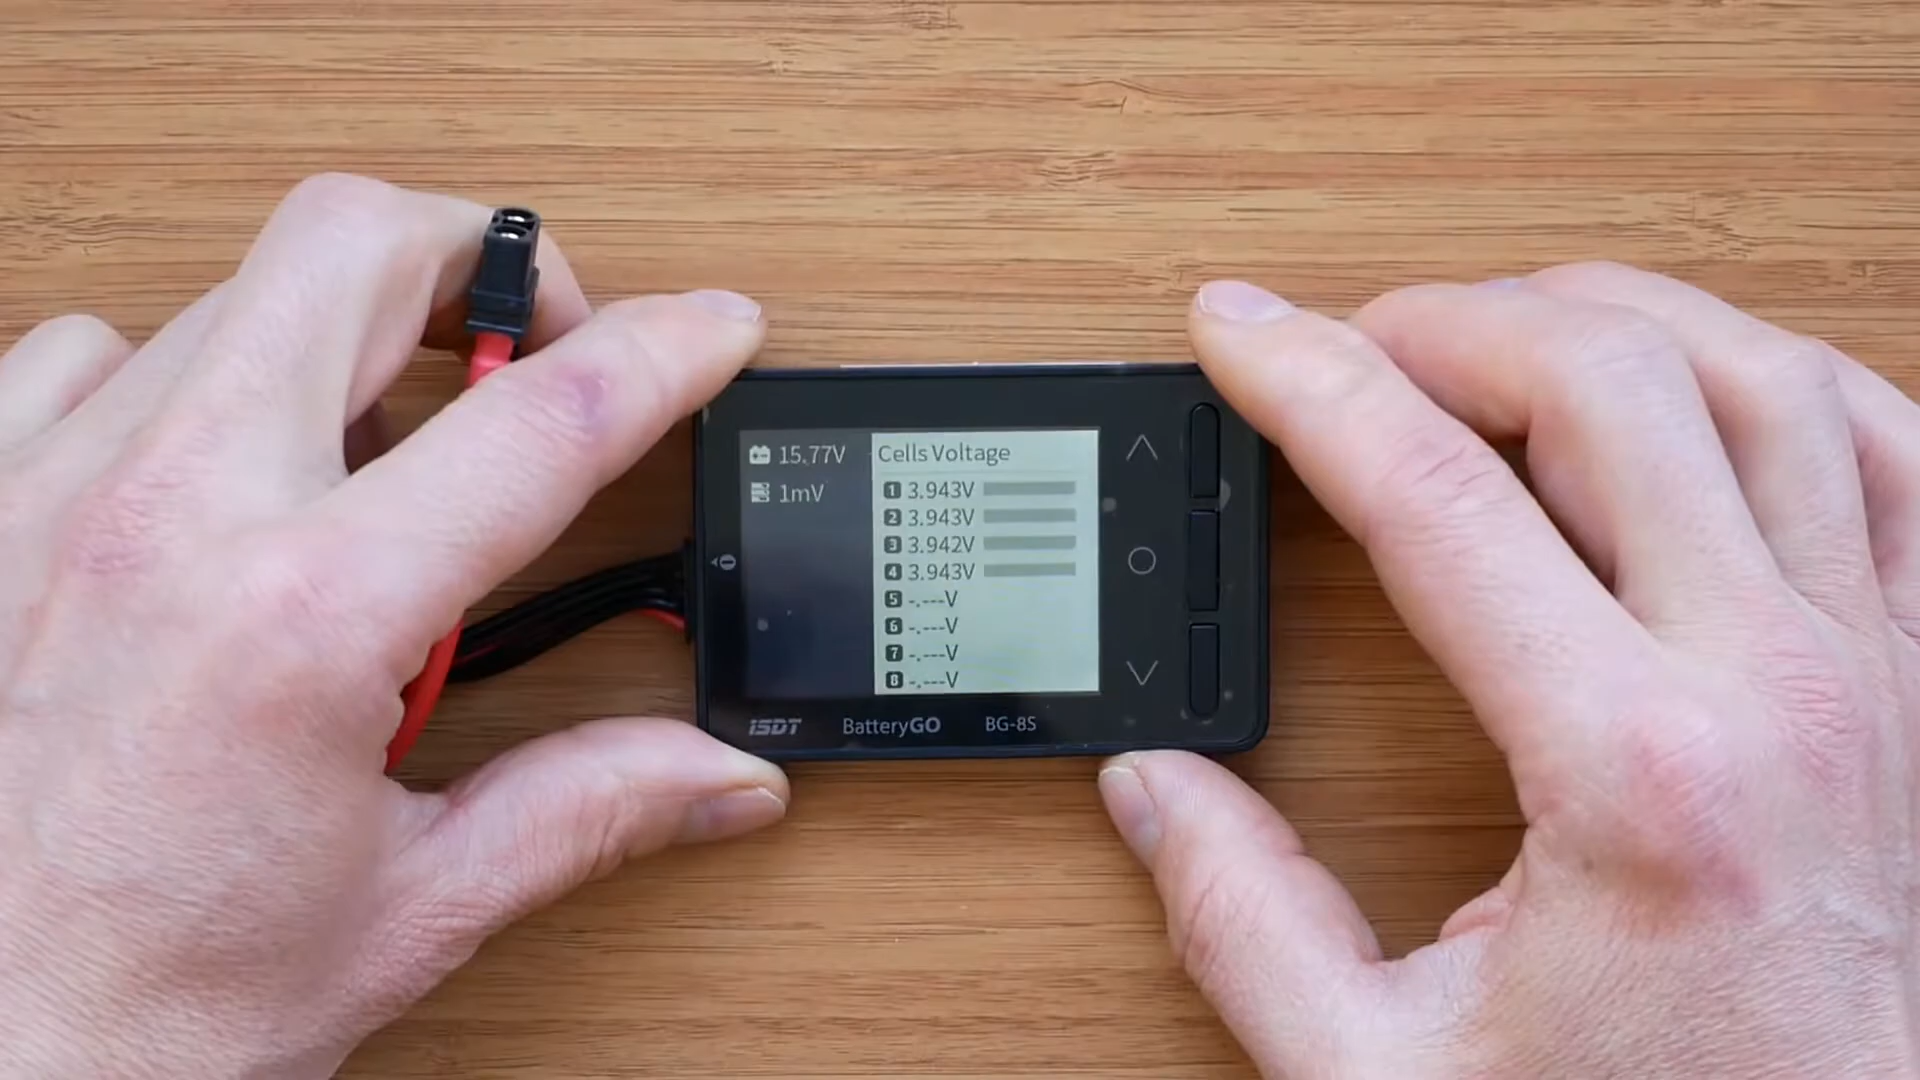 15.77V
1mV
Cells Voltage
1 3.943V
2 3.943V
3 3.942V
4 3.943V
5 -.---V
6 -.---V
7 -.---V
8 -.---V
iSDT BatteryGO BG-8S